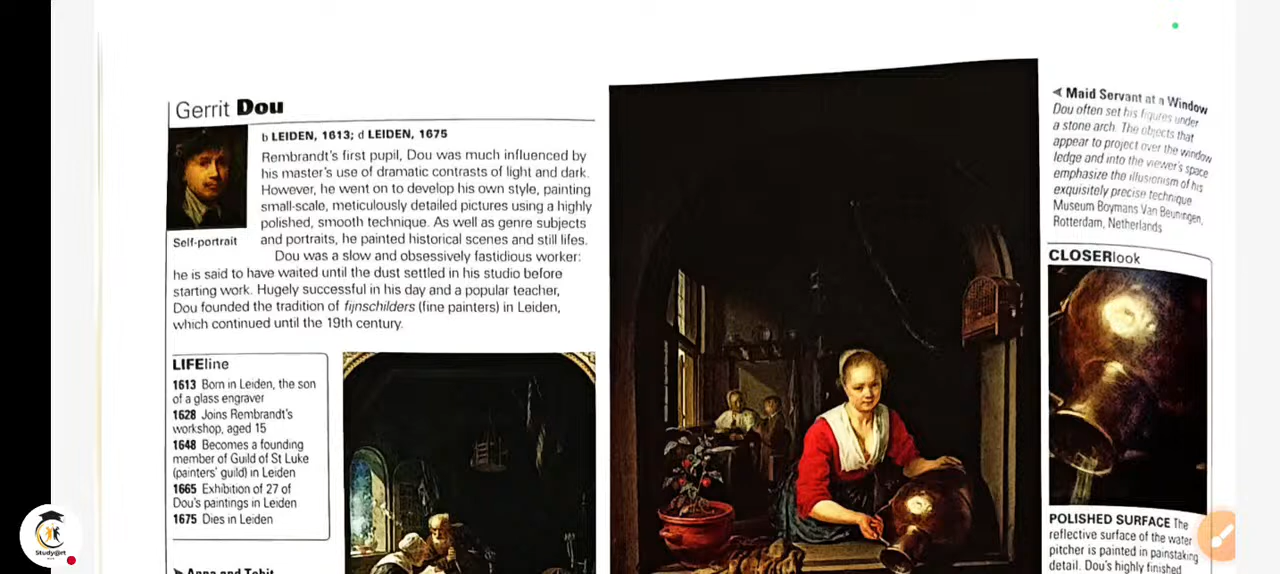 Gerrit Dou
b LEIDEN, 1613; d LEIDEN, 1675
Rembrandt's first pupil, Dou was much influenced by
his master's use of dramatic contrasts of light and dark.
However, he went on to develop his own style, painting
small-scale, meticulously detailed pictures using a highly
polished, smooth technique. As well as genre subjects
and portraits, he painted historical scenes and still lifes.
Dou was a slow and obsessively fastidious worker:
he is said to have waited until the dust settled in his studio before
starting work. Hugely successful in his day and a popular teacher,
Dou founded the tradition of fijnschilders (fine painters) in Leiden,
which continued until the 19th century.
Self-portrait
LIFEline
1613 Born in Leiden, the son
of a glass engraver
1628 Joins Rembrandt's
workshop, aged 15
1648 Becomes a founding
member of Guild of St Luke
(painters' guild) in Leiden
1665 Exhibition of 27 of
Dou's paintings in Leiden
1675 Dies in Leiden
Anna and Tobit
Maid Servant at a Window
Dou often set his figures under
a stone arch. The objects that
appear to project over the window
ledge and into the viewer's space
emphasize the illusionism of his
exquisitely precise technique
Museum Boymans Van Beuningen,
Rotterdam, Netherlands
CLOSERlook
POLISHED SURFACE The
reflective surface of the water
pitcher is painted in painstaking
detail. Dou's highly finished
Study@rt